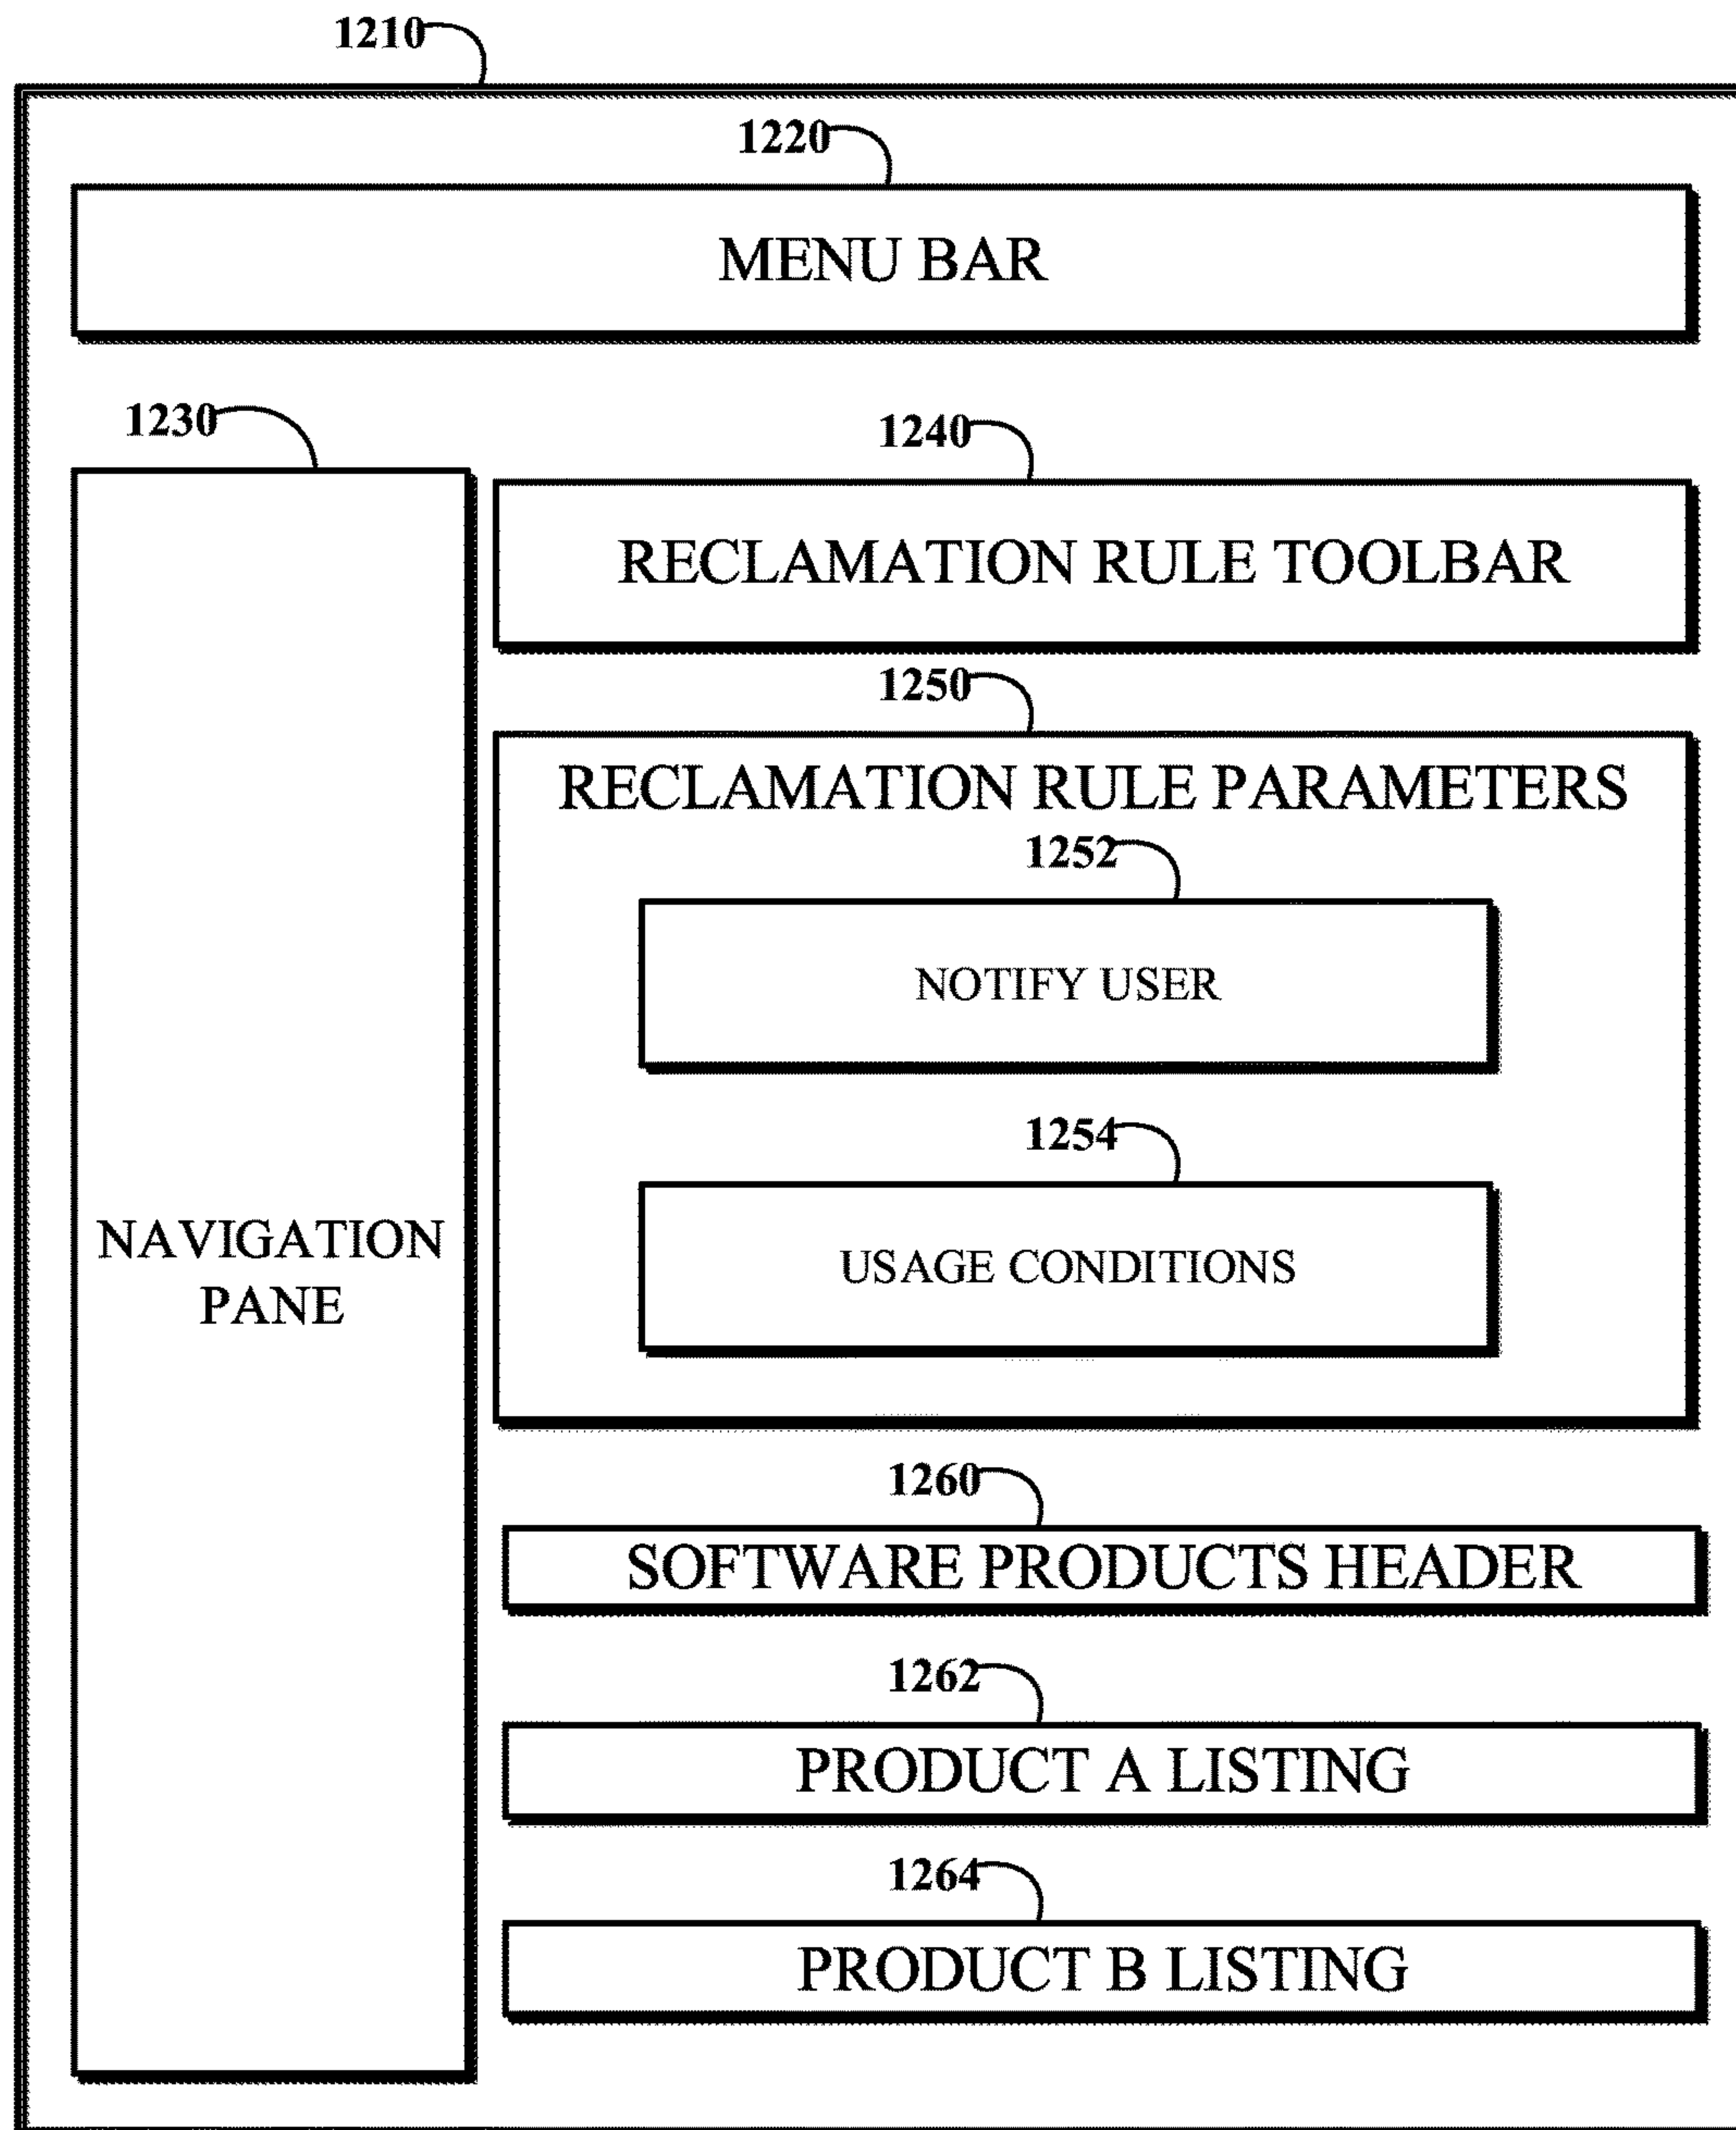 1210
1220
MENU BAR
1230
NAVIGATION
PANE
1240
RECLAMATION RULE TOOLBAR
1250
RECLAMATION RULE PARAMETERS
1252
NOTIFY USER
1254
USAGE CONDITIONS
1260
SOFTWARE PRODUCTS HEADER
1262
PRODUCT A LISTING
1264
PRODUCT B LISTING